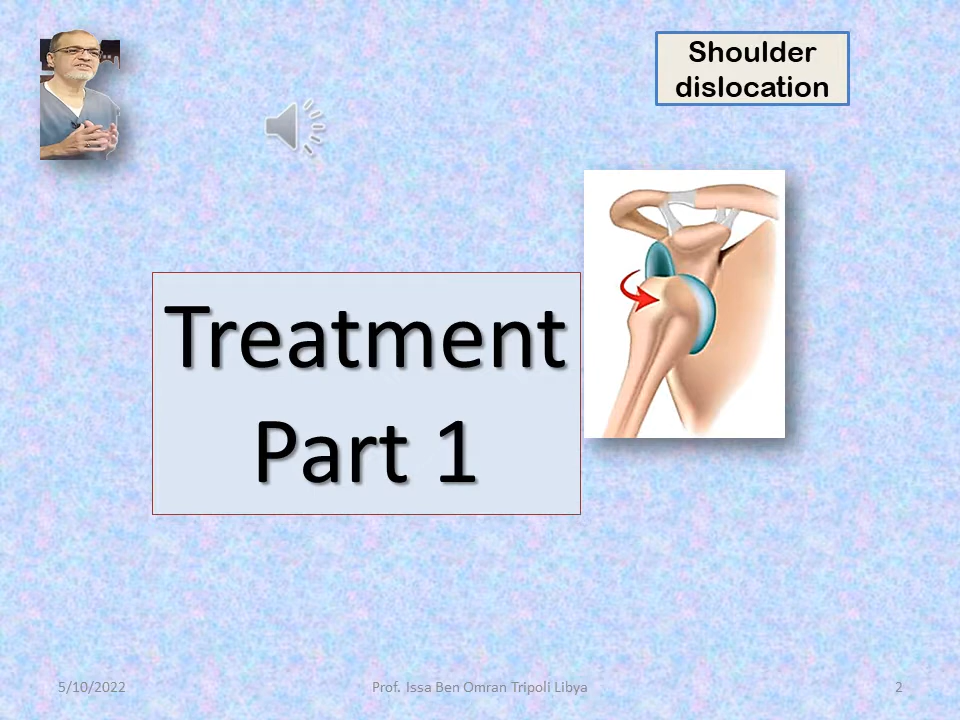 Shoulder
dislocation
Treatment
Part 1
5/10/2022
Prof. Issa Ben Omran Tripoli Libya
2